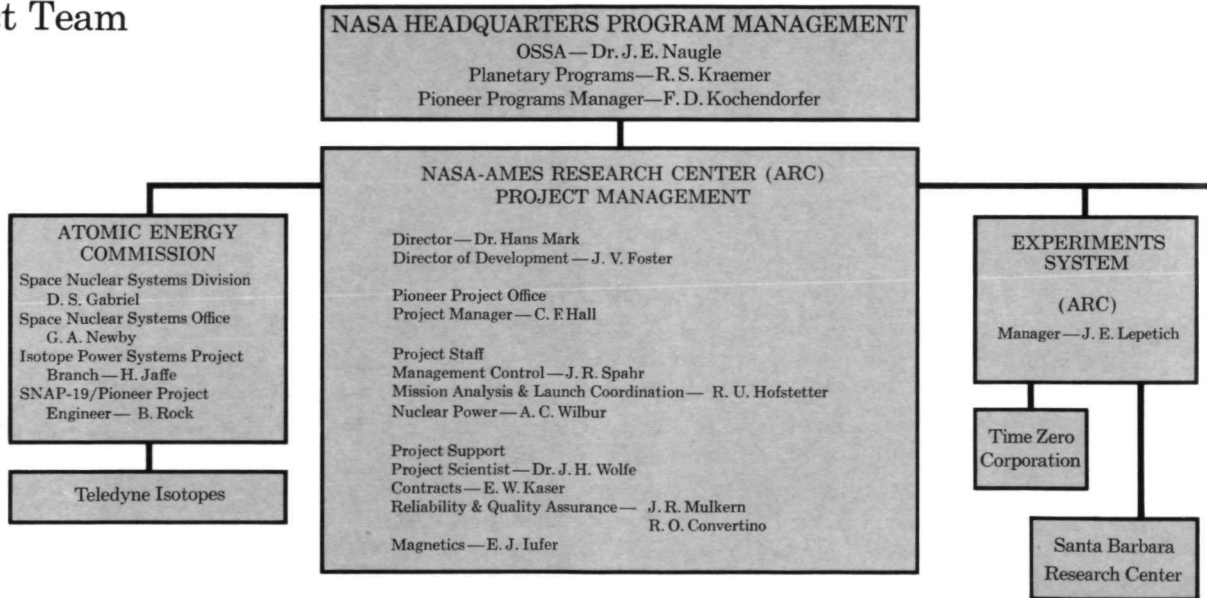 ct Team
NASA HEADQUARTERS PROGRAM MANAGEMENT
OSSA—Dr. J. E. Naugle
Planetary Programs—R. S. Kraemer
Pioneer Programs Manager—F. D. Kochendorfer
NASA-AMES RESEARCH CENTER (ARC)
PROJECT MANAGEMENT
Director—Dr. Hans Mark
Director of Development—J. V. Foster
Pioneer Project Office
Project Manager—C. F. Hall
Project Staff
Management Control—J. R. Spahr
Mission Analysis & Launch Coordination— R. U. Hofstetter
Nuclear Power—A. C. Wilbur
Project Support
Project Scientist—Dr. J. H. Wolfe
Contracts—E. W. Kaser
Reliability & Quality Assurance— J. R. Mulkern
R. O. Convertino
Magnetics—E. J. Iufer
ATOMIC ENERGY
COMMISSION
Space Nuclear Systems Division
D. S. Gabriel
Space Nuclear Systems Office
G. A. Newby
Isotope Power Systems Project
Branch—H. Jaffe
SNAP-19/Pioneer Project
Engineer— B. Rock
Teledyne Isotopes
EXPERIMENTS
SYSTEM
(ARC)
Manager—J. E. Lepetich
Time Zero
Corporation
Santa Barbara
Research Center